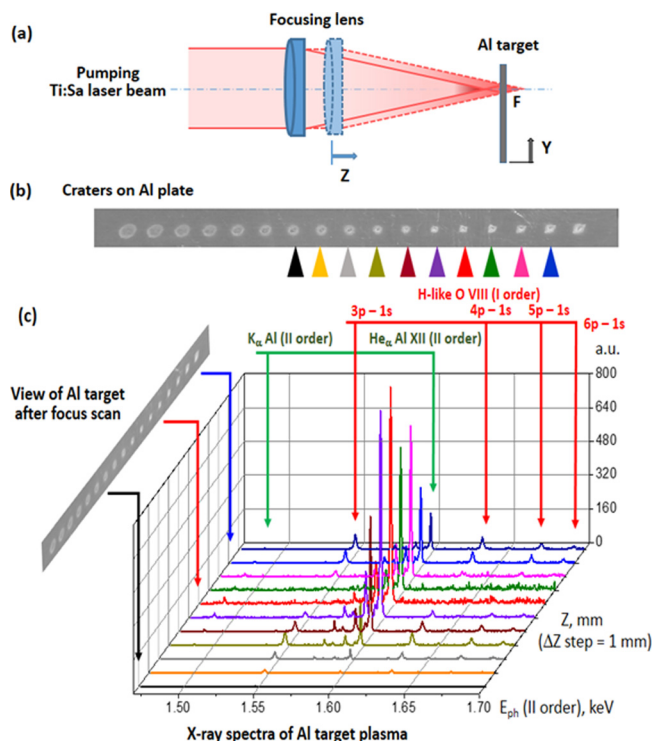 (a)
Focusing lens
Al target
Pumping
Ti:Sa laser beam
F
Z
Y
(b)
Craters on Al plate
(c)
H-like O VIII (I order)
3p – 1s
4p – 1s
5p – 1s
6p – 1s
Kα Al (II order)
Heα Al XII (II order)
a.u.
View of Al target
after focus scan
800
640
480
320
160
0
Z, mm
(ΔZ step = 1 mm)
1.50
1.55
1.60
1.65
1.70
Eph (II order), keV
X-ray spectra of Al target plasma